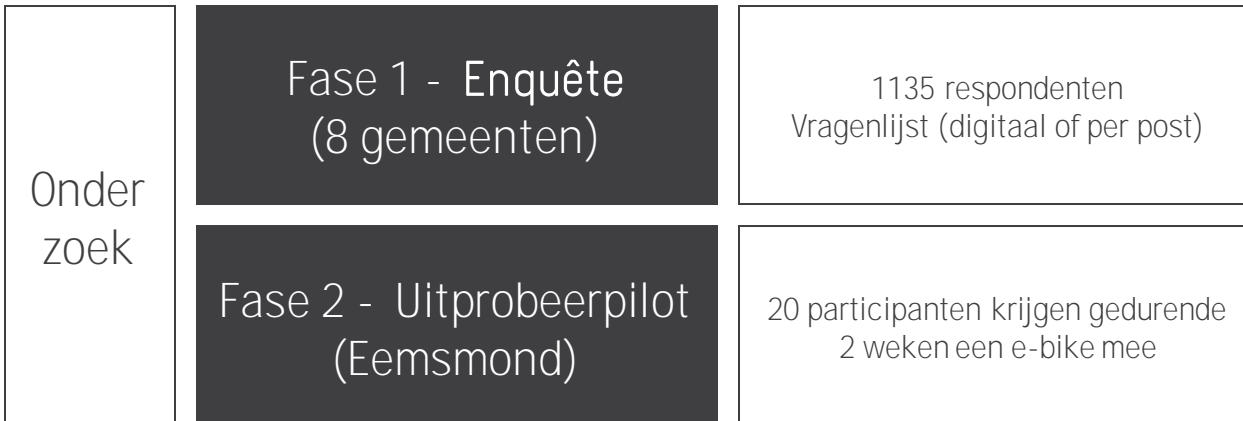 Onder
zoek
Fase 1 - Enquête
(8 gemeenten)
1135 respondenten
Vragenlijst (digitaal of per post)
Fase 2 - Uitprobeerpilot
(Eemsmond)
20 participanten krijgen gedurende
2 weken een e-bike mee